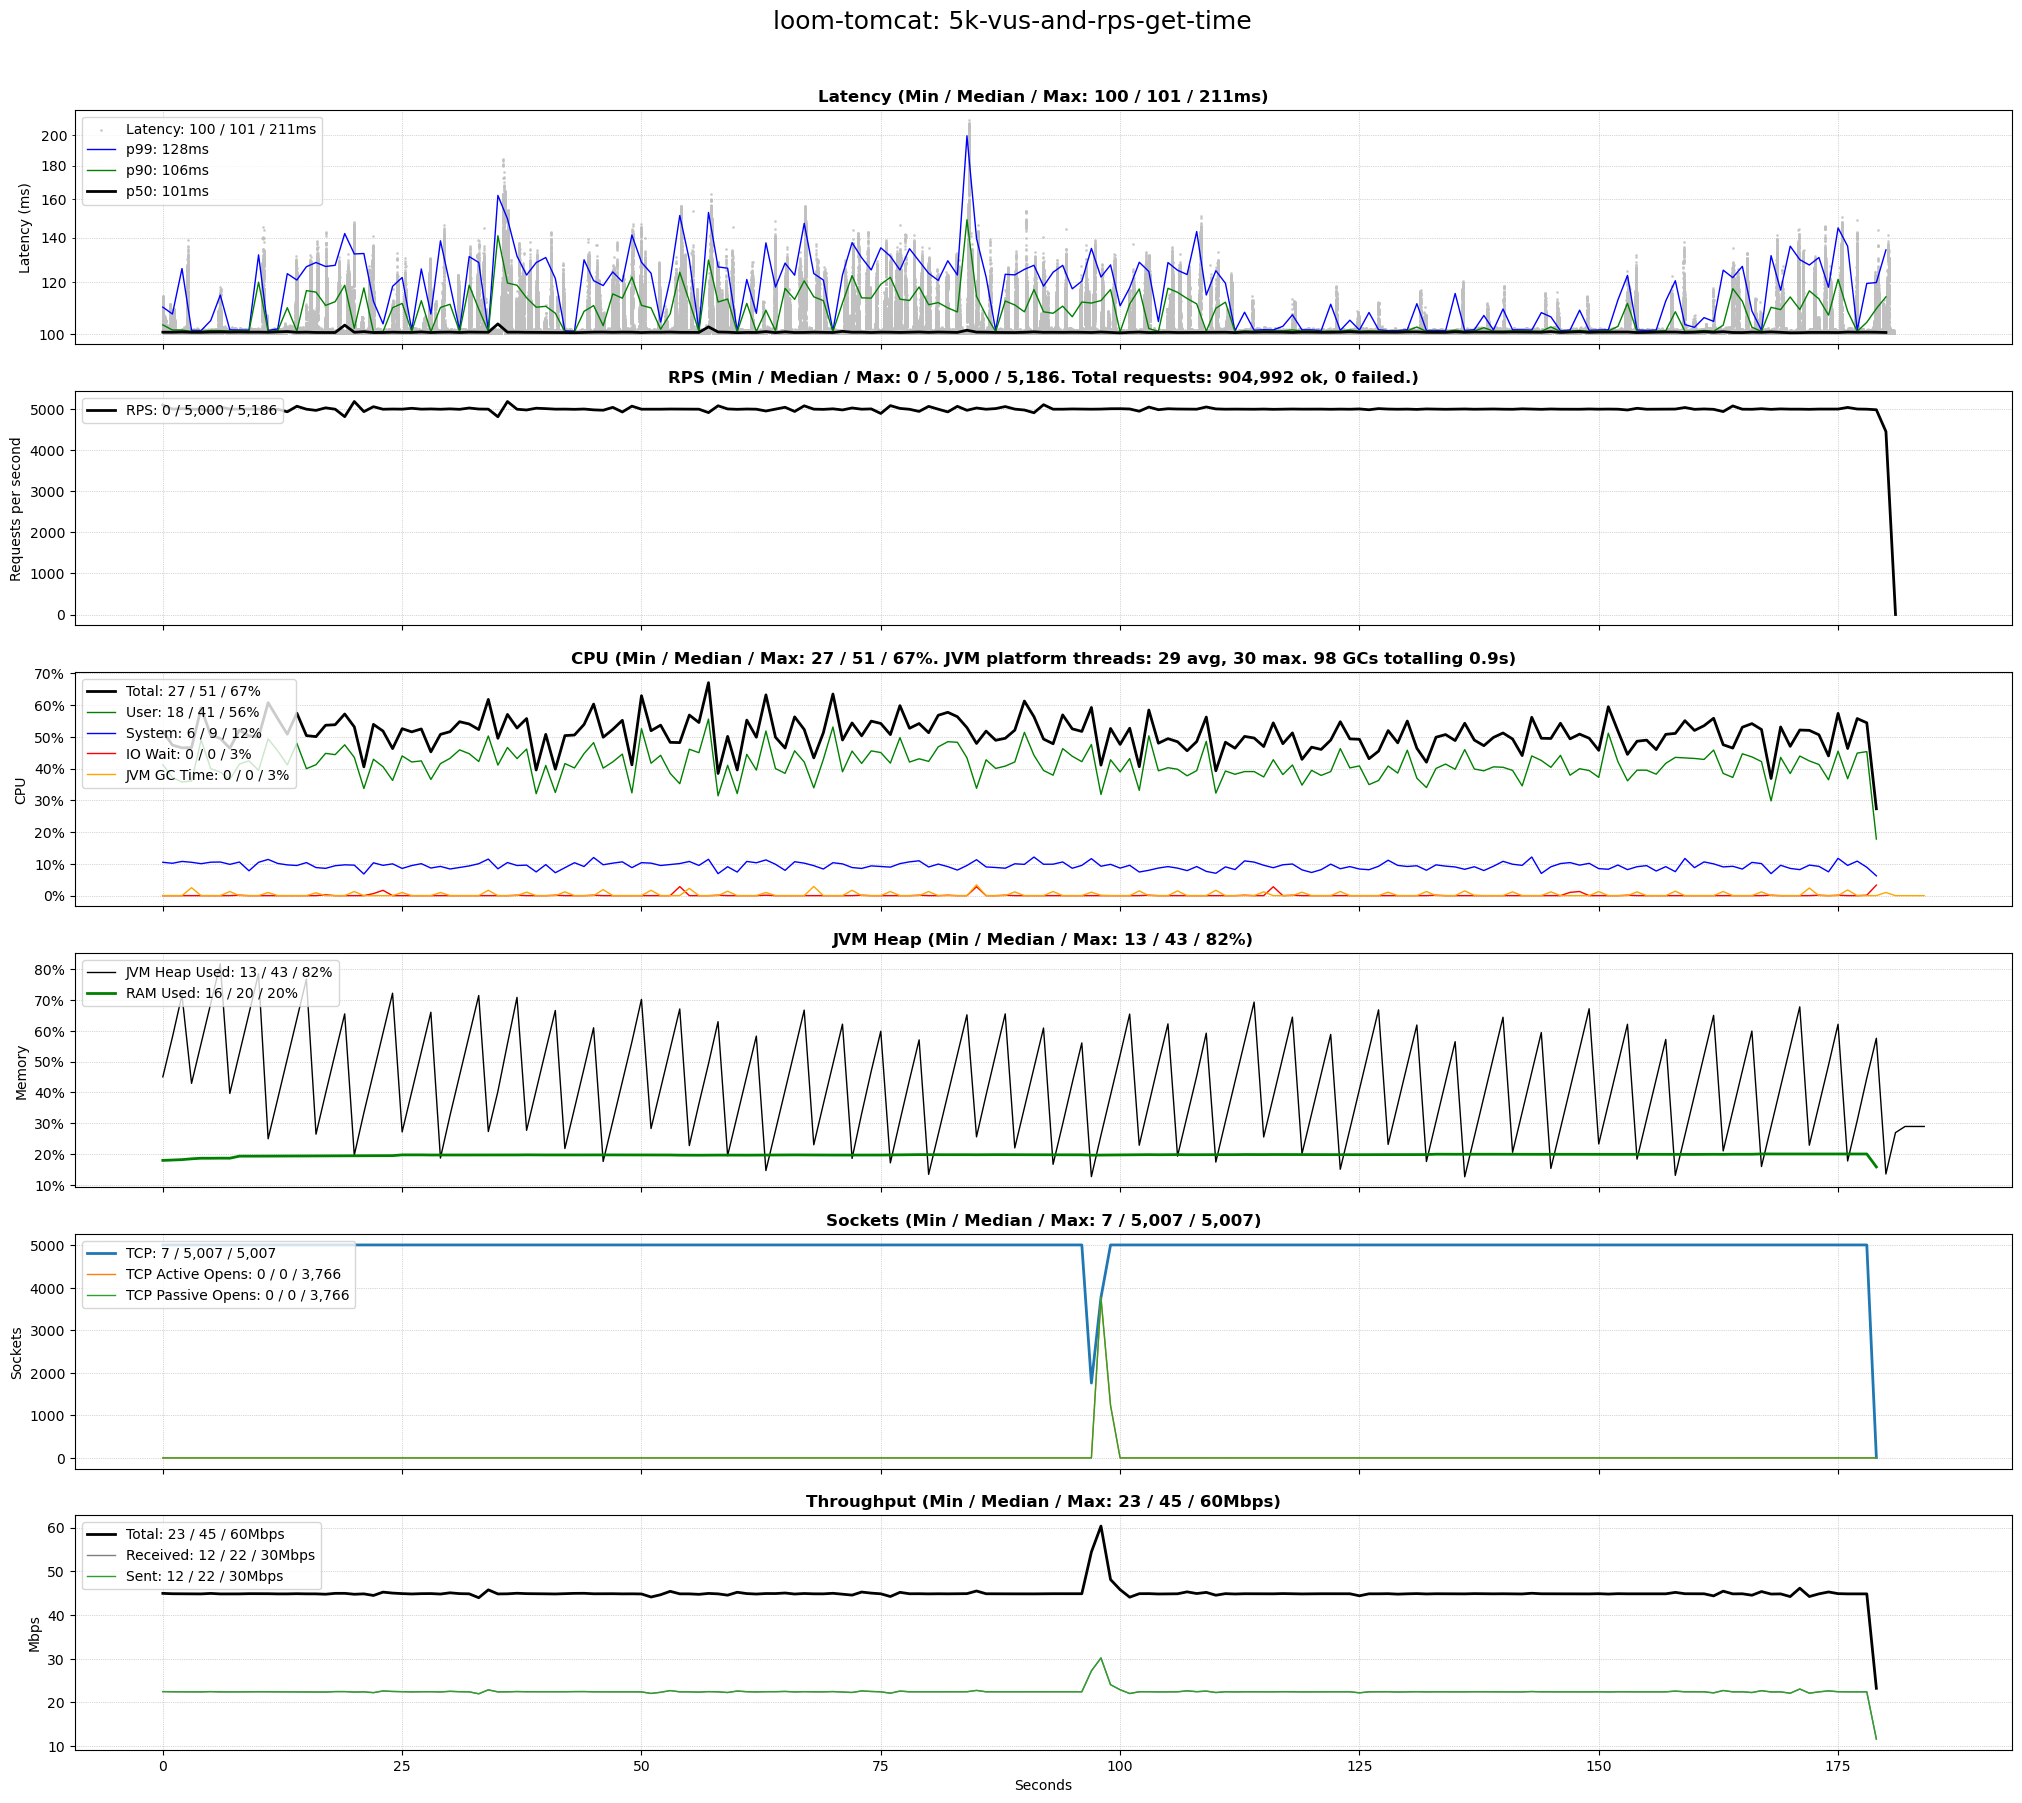 loom-tomcat: 5k-vus-and-rps-get-time
Latency (Min / Median / Max: 100 / 101 / 211ms)
Latency (ms)
200
180
160
140
120
100
Latency: 100 / 101 / 211ms
p99: 128ms
p90: 106ms
p50: 101ms
RPS (Min / Median / Max: 0 / 5,000 / 5,186. Total requests: 904,992 ok, 0 failed.)
Requests per second
5000
4000
3000
2000
1000
0
RPS: 0 / 5,000 / 5,186
CPU (Min / Median / Max: 27 / 51 / 67%. JVM platform threads: 29 avg, 30 max. 98 GCs totalling 0.9s)
CPU
70%
60%
50%
40%
30%
20%
10%
0%
Total: 27 / 51 / 67%
User: 18 / 41 / 56%
System: 6 / 9 / 12%
IO Wait: 0 / 0 / 3%
JVM GC Time: 0 / 0 / 3%
JVM Heap (Min / Median / Max: 13 / 43 / 82%)
Memory
80%
70%
60%
50%
40%
30%
20%
10%
JVM Heap Used: 13 / 43 / 82%
RAM Used: 16 / 20 / 20%
Sockets (Min / Median / Max: 7 / 5,007 / 5,007)
Sockets
5000
4000
3000
2000
1000
0
TCP: 7 / 5,007 / 5,007
TCP Active Opens: 0 / 0 / 3,766
TCP Passive Opens: 0 / 0 / 3,766
Throughput (Min / Median / Max: 23 / 45 / 60Mbps)
Mbps
60
50
40
30
20
10
Total: 23 / 45 / 60Mbps
Received: 12 / 22 / 30Mbps
Sent: 12 / 22 / 30Mbps
0 25 50 75 100 125 150 175
Seconds